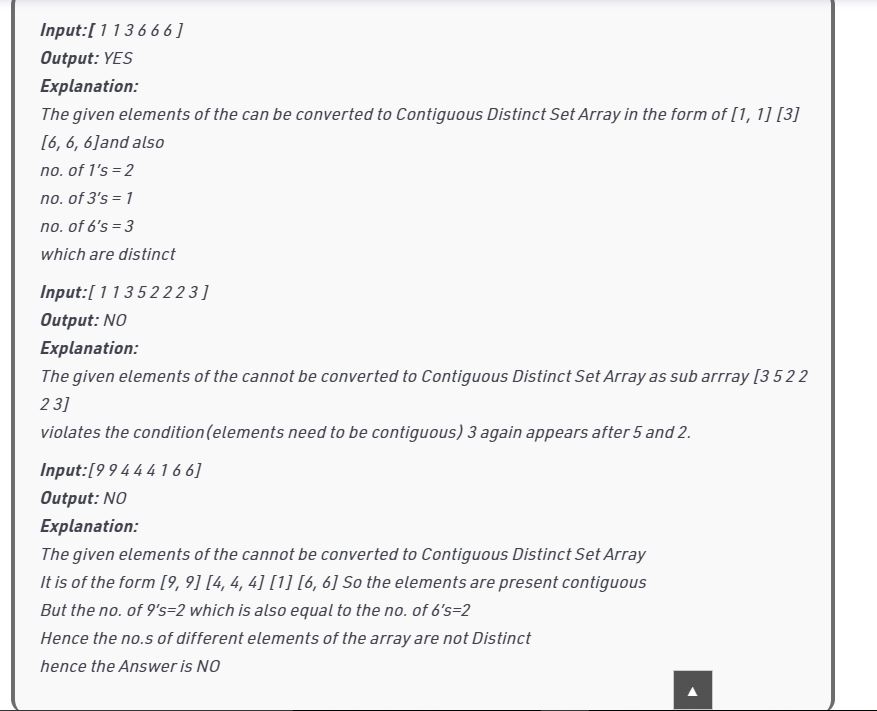 Input:[ 1 1 3 6 6 6 ]
Output: YES
Explanation:
The given elements of the can be converted to Contiguous Distinct Set Array in the form of [1, 1] [3]
[6, 6, 6]and also
no. of 1's = 2
no. of 3's = 1
no. of 6's = 3
which are distinct
Input:[ 1 1 3 5 2 2 2 3 ]
Output: NO
Explanation:
The given elements of the cannot be converted to Contiguous Distinct Set Array as sub arrray [3 5 2 2
2 3]
violates the condition(elements need to be contiguous) 3 again appears after 5 and 2.
Input:[9 9 4 4 4 1 6 6]
Output: NO
Explanation:
The given elements of the cannot be converted to Contiguous Distinct Set Array
It is of the form [9, 9] [4, 4, 4] [1] [6, 6] So the elements are present contiguous
But the no. of 9's=2 which is also equal to the no. of 6's=2
Hence the no.s of different elements of the array are not Distinct
hence the Answer is NO